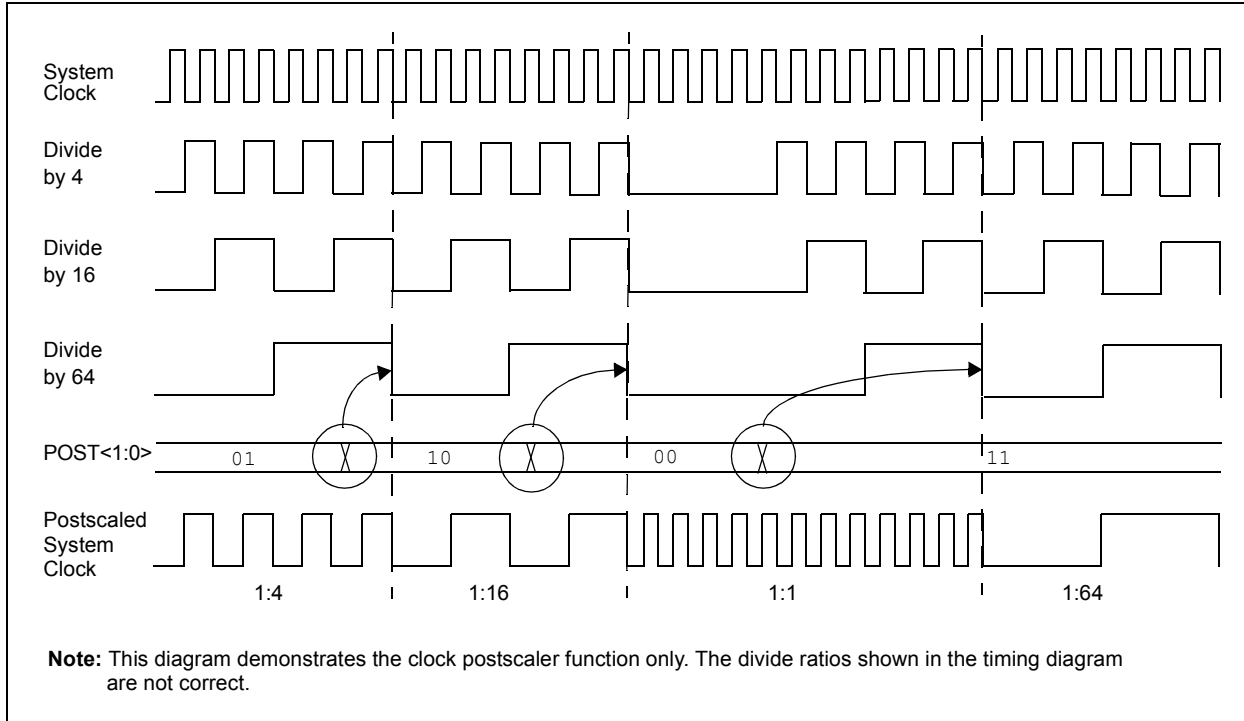 System
Clock
Divide
by 4
Divide
by 16
Divide
by 64
POST<1:0>
01 10 00 11
Postscaled
System
Clock
1:4 1:16 1:1 1:64
Note: This diagram demonstrates the clock postscaler function only. The divide ratios shown in the timing diagram
are not correct.